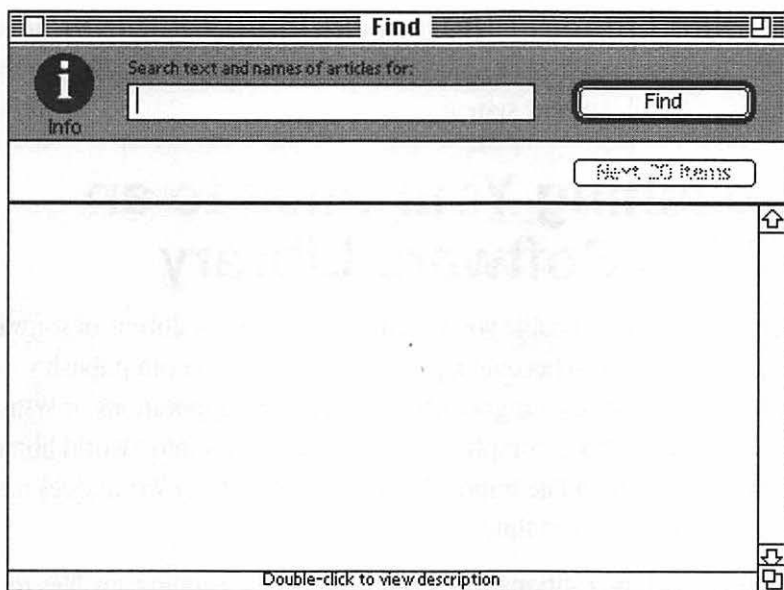 Find
Search text and names of articles for:
Find
Info
Next 20 Items
Double-click to view description